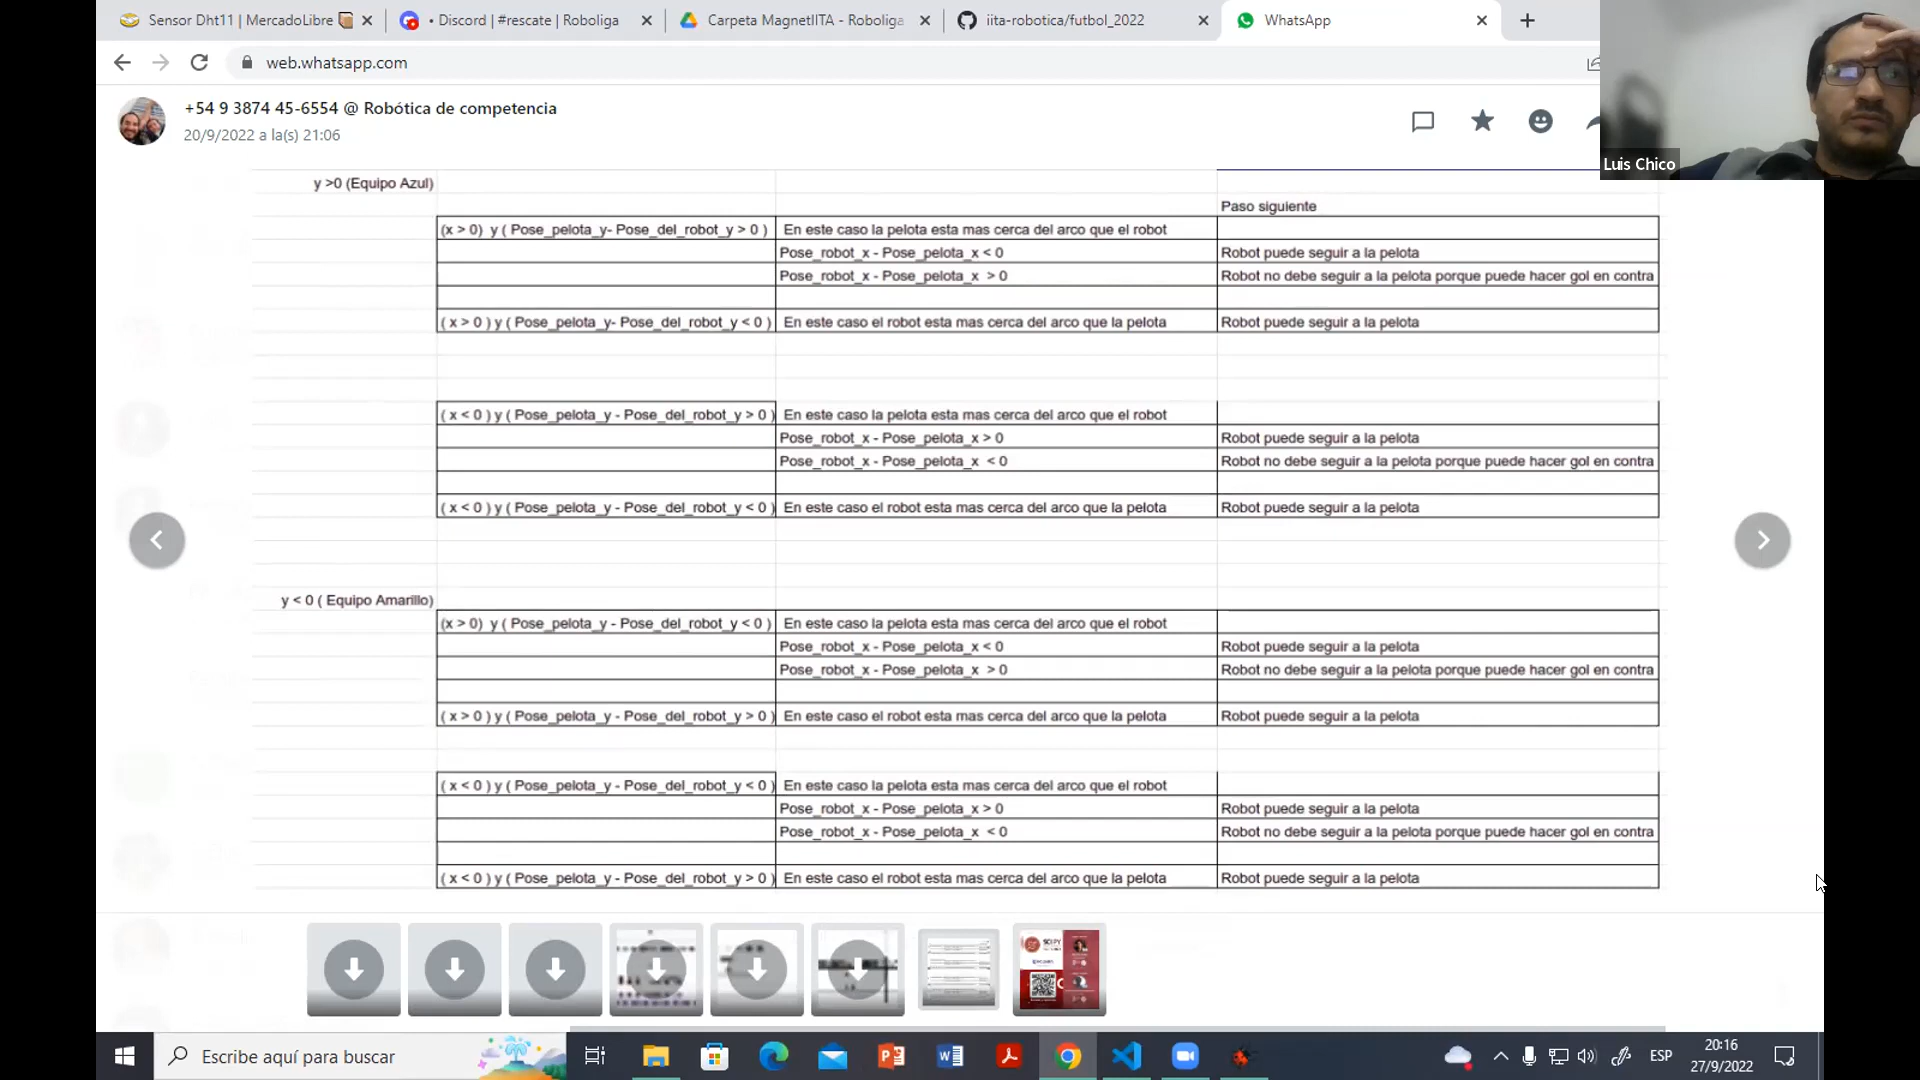 Sensor Dht11 | MercadoLibre
• Discord | #rescate | Roboliga
Carpeta MagnetIITA - Roboliga
iita-robotica/futbol_2022
WhatsApp
web.whatsapp.com
+54 9 3874 45-6554 @ Robótica de competencia
20/9/2022 a la(s) 21:06
Luis Chico
y >0 (Equipo Azul)
Paso siguiente
(x > 0) y ( Pose_pelota_y- Pose_del_robot_y > 0 ) En este caso la pelota esta mas cerca del arco que el robot
Pose_robot_x - Pose_pelota_x < 0 Robot puede seguir a la pelota
Pose_robot_x - Pose_pelota_x > 0 Robot no debe seguir a la pelota porque puede hacer gol en contra
( x > 0 ) y ( Pose_pelota_y- Pose_del_robot_y < 0 ) En este caso el robot esta mas cerca del arco que la pelota Robot puede seguir a la pelota
( x < 0 ) y ( Pose_pelota_y - Pose_del_robot_y > 0 ) En este caso la pelota esta mas cerca del arco que el robot
Pose_robot_x - Pose_pelota_x > 0 Robot puede seguir a la pelota
Pose_robot_x - Pose_pelota_x < 0 Robot no debe seguir a la pelota porque puede hacer gol en contra
( x < 0 ) y ( Pose_pelota_y - Pose_del_robot_y < 0 ) En este caso el robot esta mas cerca del arco que la pelota Robot puede seguir a la pelota
y < 0 ( Equipo Amarillo)
(x > 0) y ( Pose_pelota_y - Pose_del_robot_y < 0 ) En este caso la pelota esta mas cerca del arco que el robot
Pose_robot_x - Pose_pelota_x < 0 Robot puede seguir a la pelota
Pose_robot_x - Pose_pelota_x > 0 Robot no debe seguir a la pelota porque puede hacer gol en contra
( x > 0 ) y ( Pose_pelota_y - Pose_del_robot_y > 0 ) En este caso el robot esta mas cerca del arco que la pelota Robot puede seguir a la pelota
( x < 0 ) y ( Pose_pelota_y - Pose_del_robot_y < 0 ) En este caso la pelota esta mas cerca del arco que el robot
Pose_robot_x - Pose_pelota_x > 0 Robot puede seguir a la pelota
Pose_robot_x - Pose_pelota_x < 0 Robot no debe seguir a la pelota porque puede hacer gol en contra
( x < 0 ) y ( Pose_pelota_y - Pose_del_robot_y > 0 ) En este caso el robot esta mas cerca del arco que la pelota Robot puede seguir a la pelota
Escribe aquí para buscar
ESP
20:16
27/9/2022